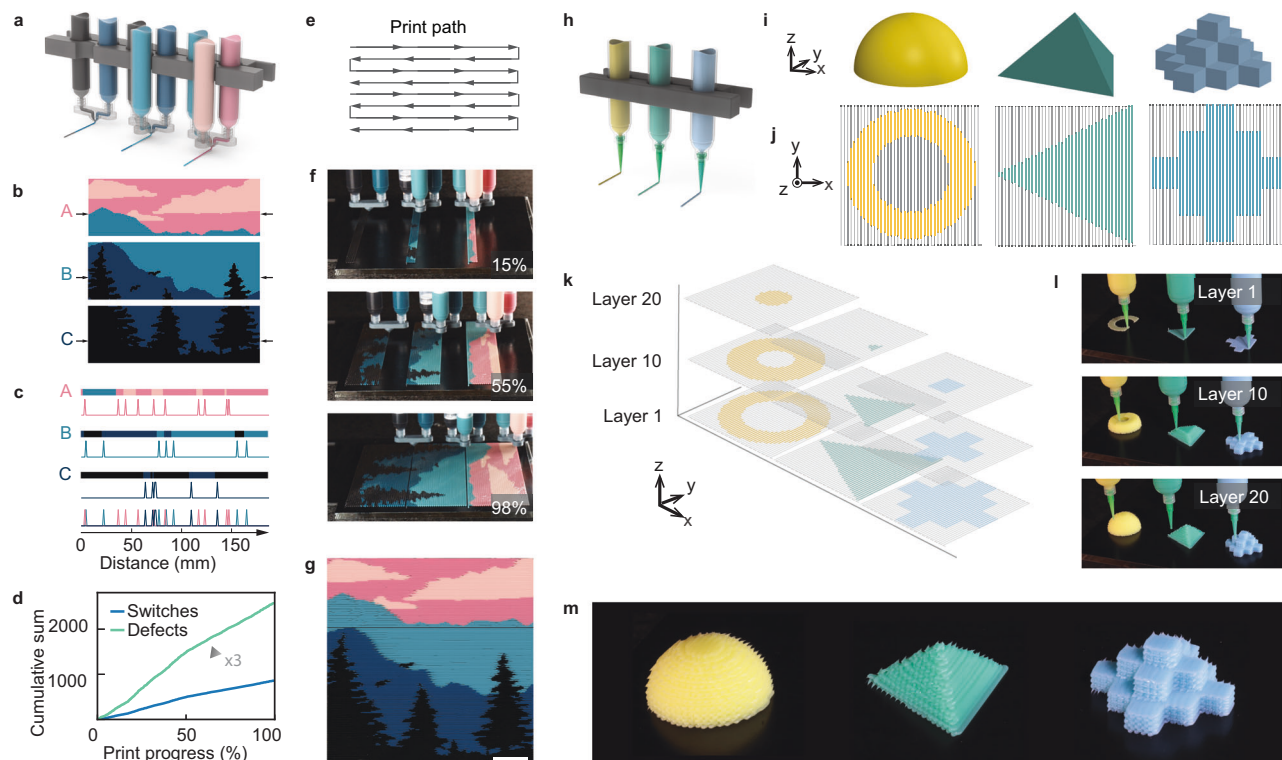 a
b
A
B
C
c
A
B
C
0
50
100
150
Distance (mm)
d
Switches
Defects
x3
2000
1000
Cumulative sum
0
50
100
Print progress (%)
e
Print path
f
15%
55%
98%
g
h
i
z
y
x
j
y
z
x
k
Layer 20
Layer 10
Layer 1
z
y
x
l
Layer 1
Layer 10
Layer 20
m